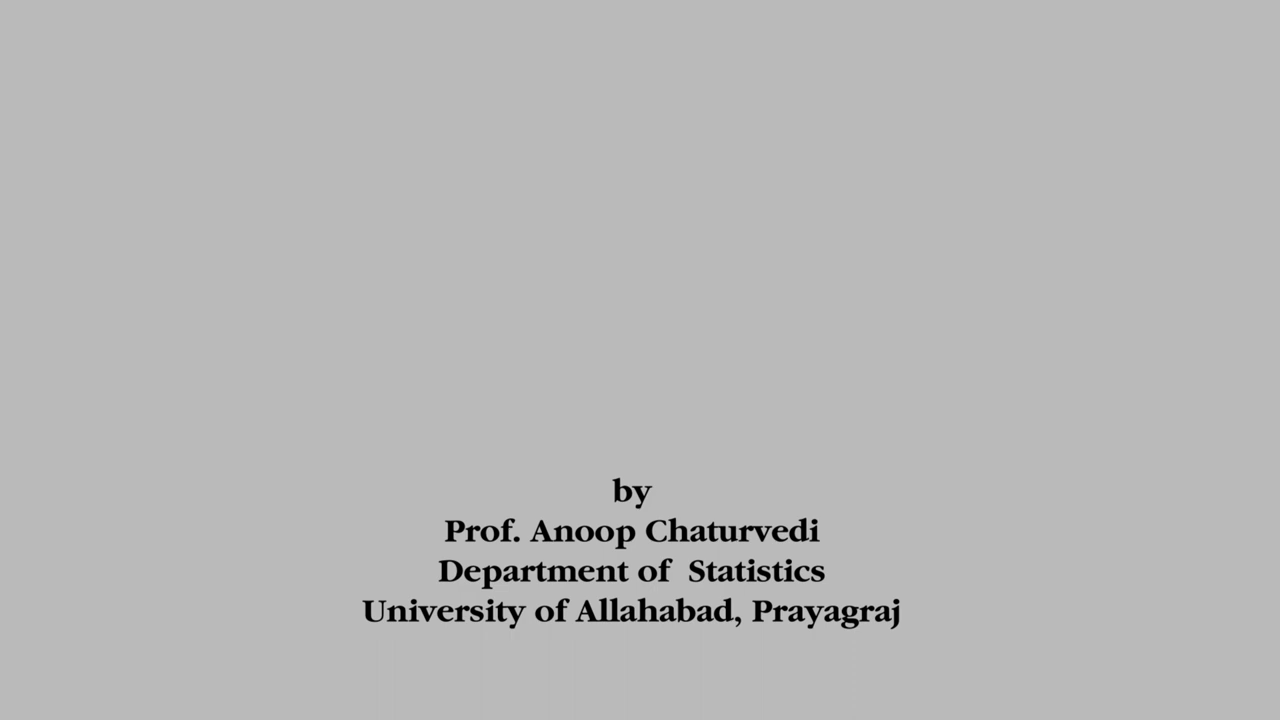 by
Prof. Anoop Chaturvedi
Department of  Statistics
University of Allahabad, Prayagraj